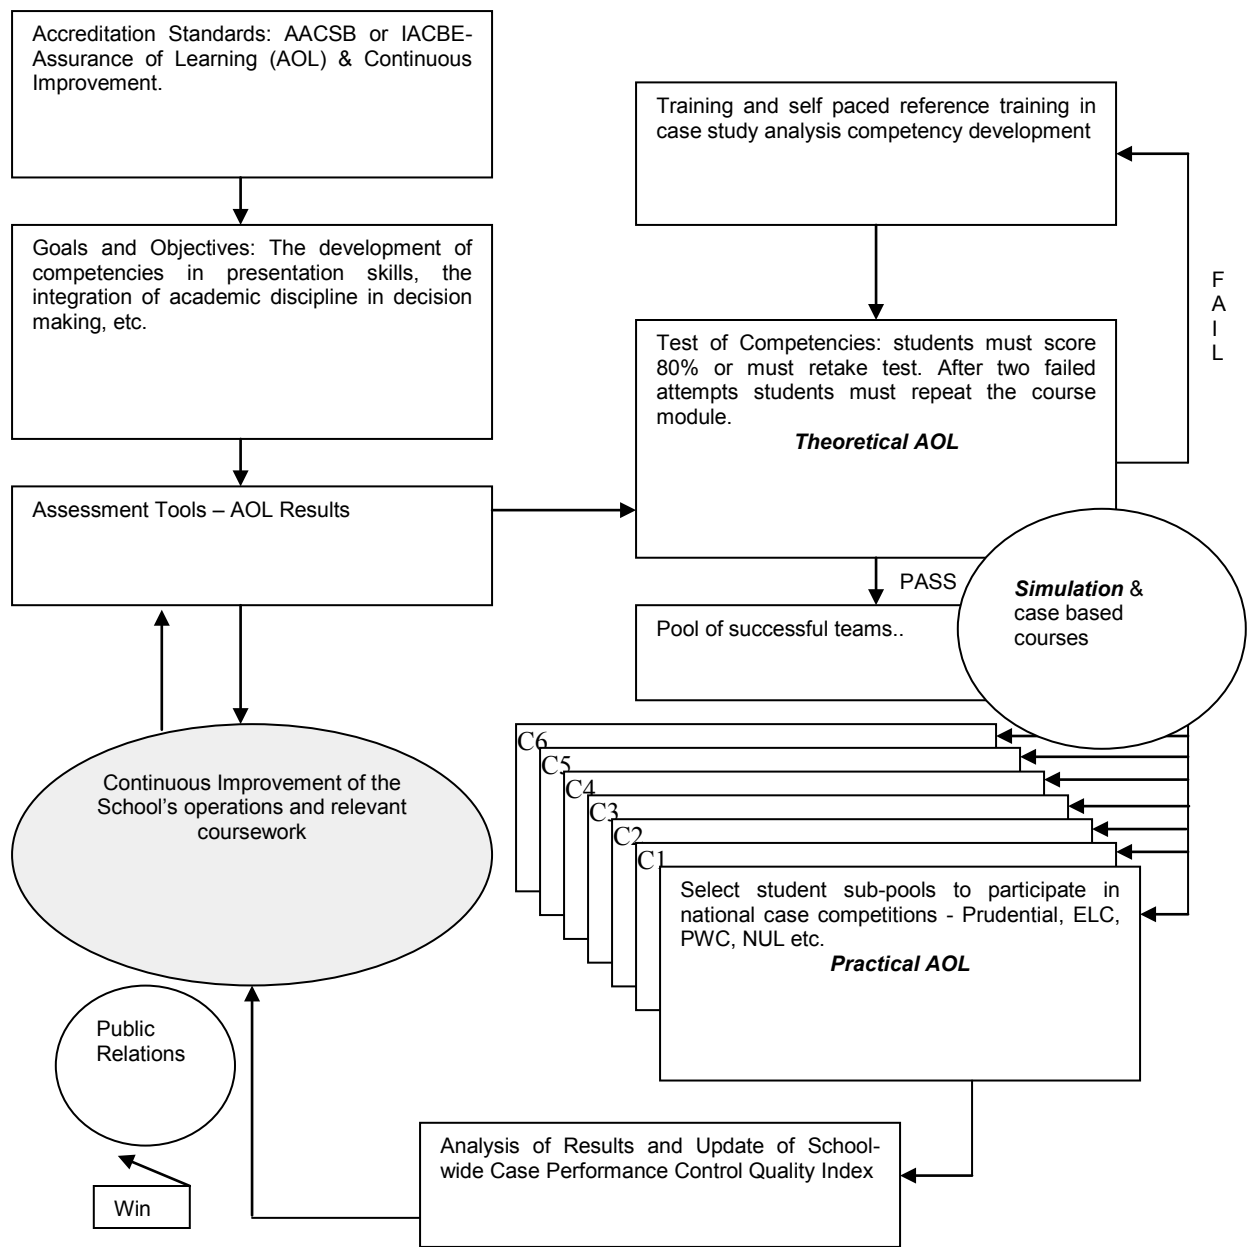 Accreditation Standards: AACSB or IACBE-
Assurance of Learning (AOL) & Continuous
Improvement.
Goals and Objectives: The development of
competencies in presentation skills, the
integration of academic discipline in decision
making, etc.
Assessment Tools – AOL Results
Continuous Improvement of the
School's operations and relevant
coursework
Public
Relations
Win
Training and self paced reference training in
case study analysis competency development
F
A
I
L
Test of Competencies: students must score
80% or must retake test. After two failed
attempts students must repeat the course
module.
Theoretical AOL
PASS
Simulation &
case based
courses
Pool of successful teams..
C6
C5
C4
C3
C2
C1
Select student sub-pools to participate in
national case competitions - Prudential, ELC,
PWC, NUL etc.
Practical AOL
Analysis of Results and Update of School-
wide Case Performance Control Quality Index